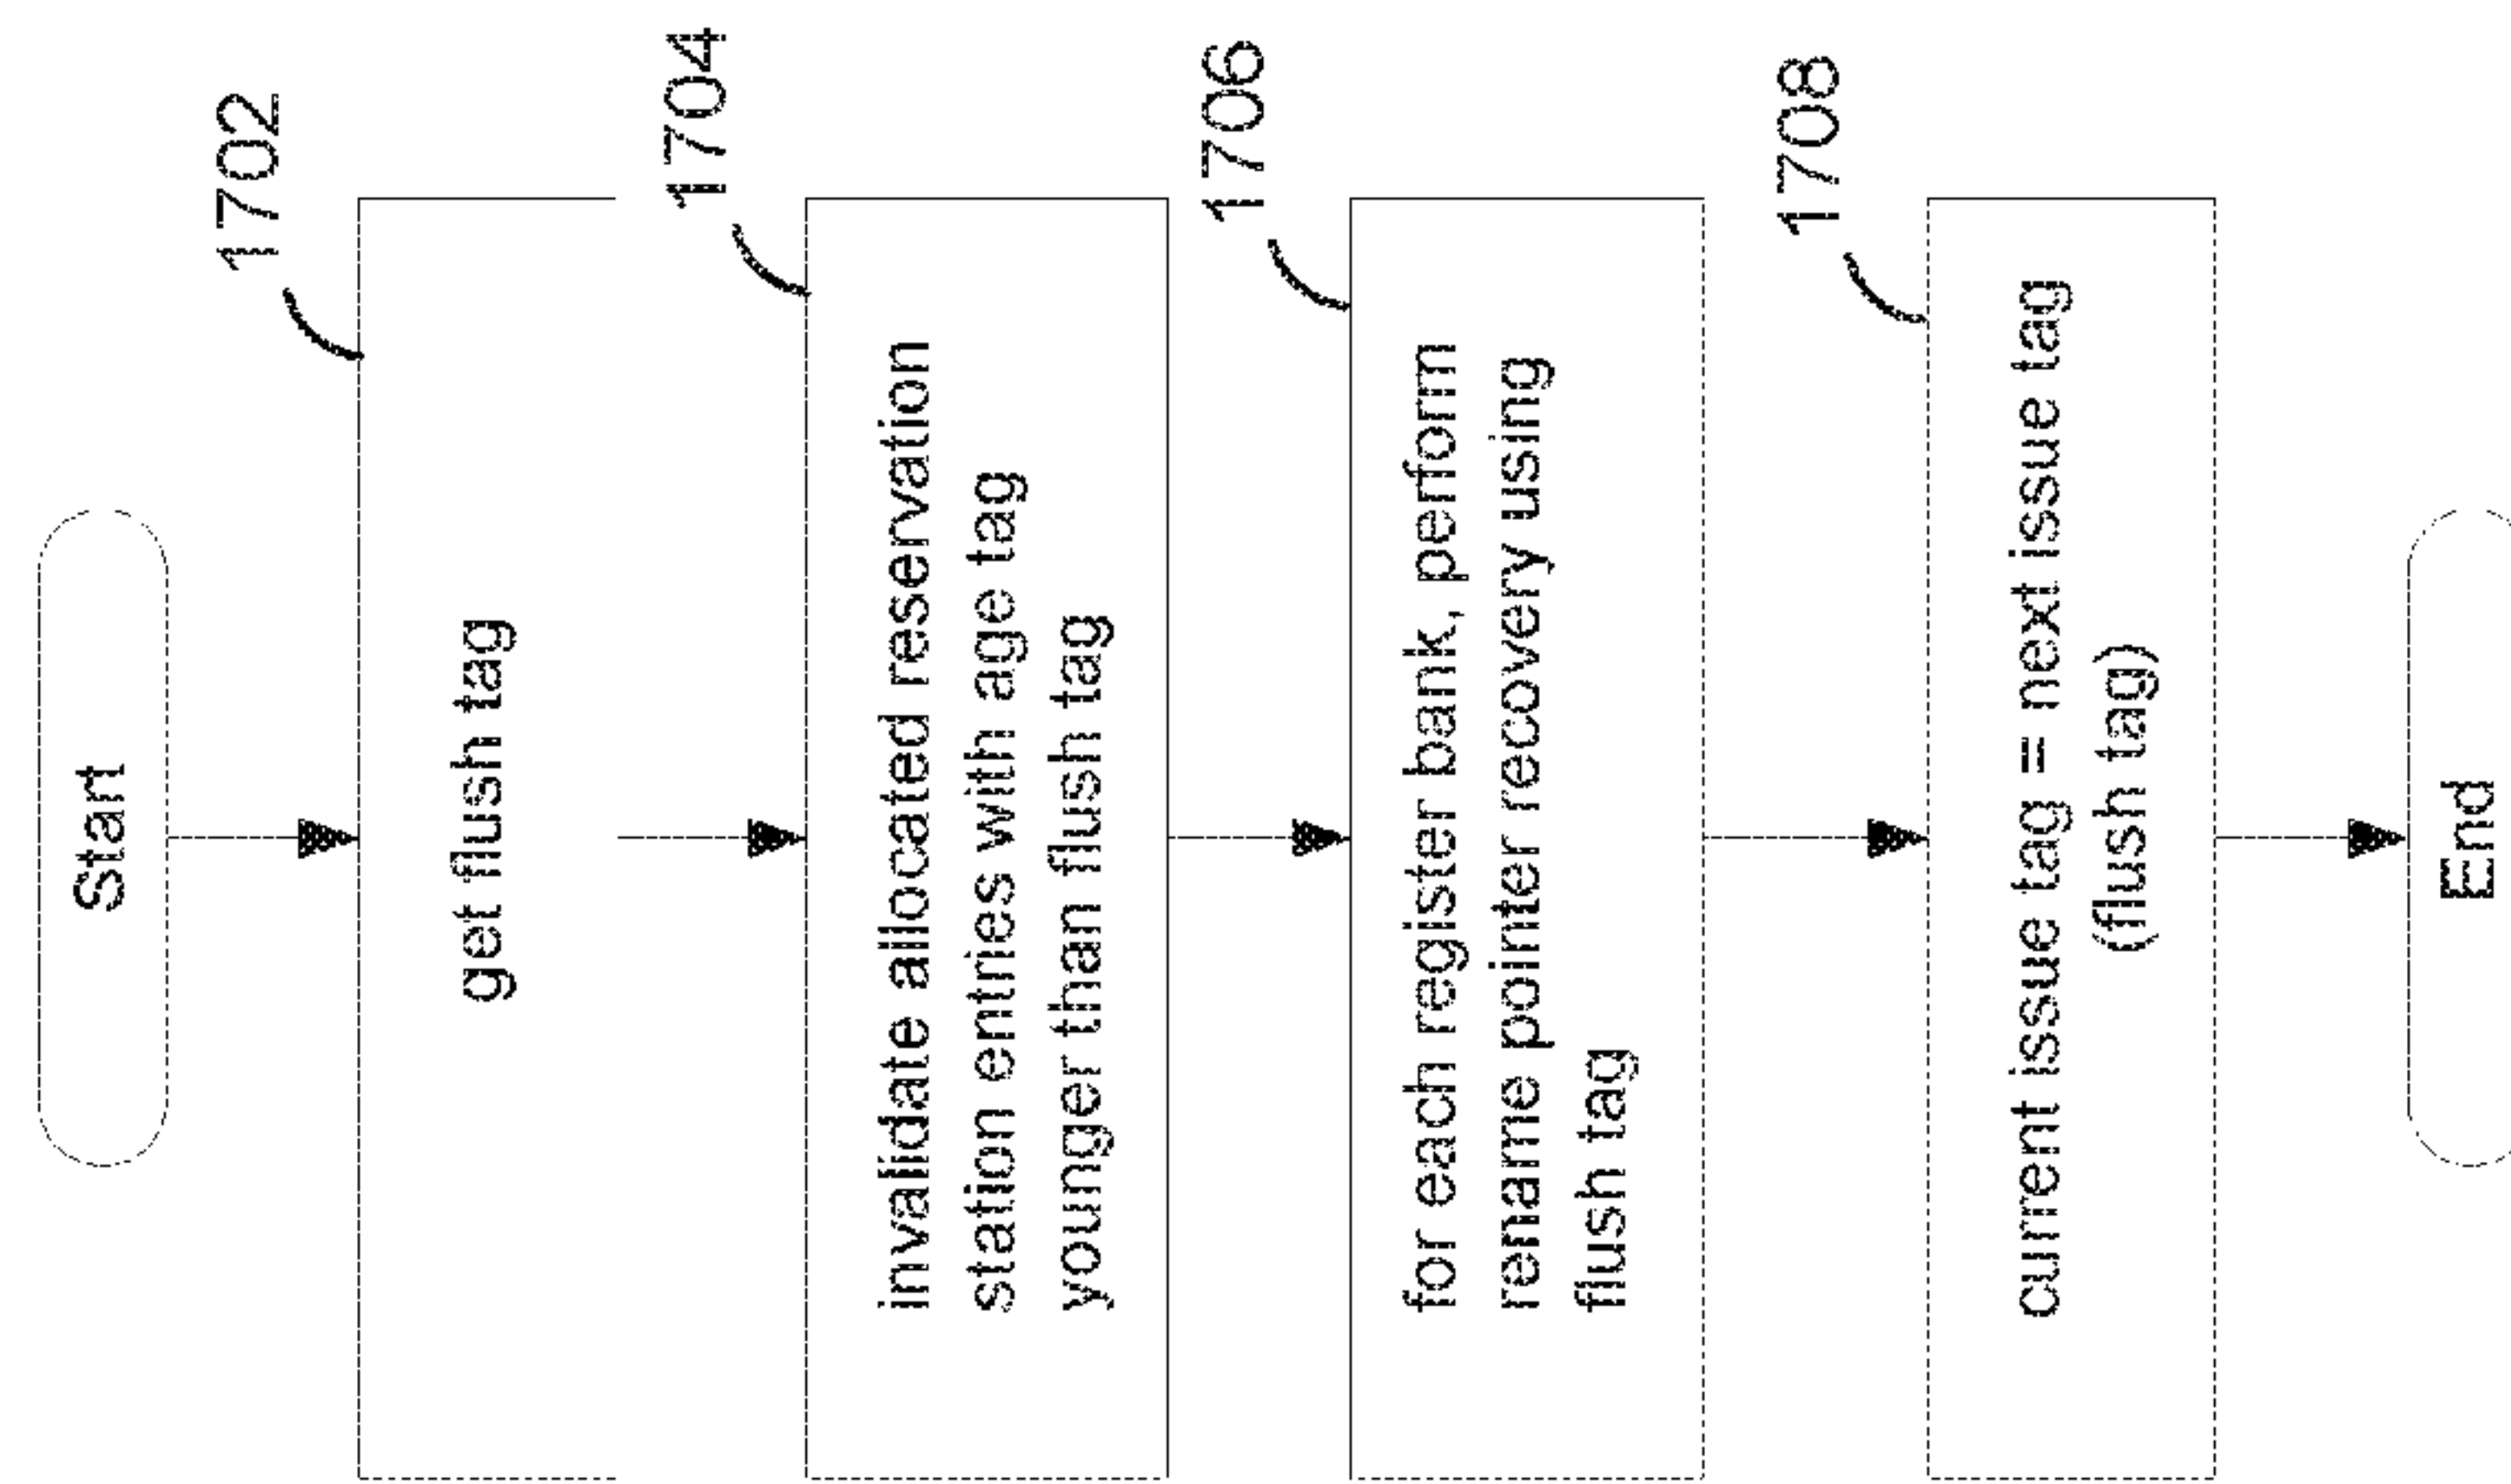 Start
1702
get flush tag
1704
invalidate allocated reservation
station entries with age tag
younger than flush tag
1706
for each register bank, perform
rename pointer recovery using
flush tag
1708
current issue tag = next issue tag
(flush tag)
End